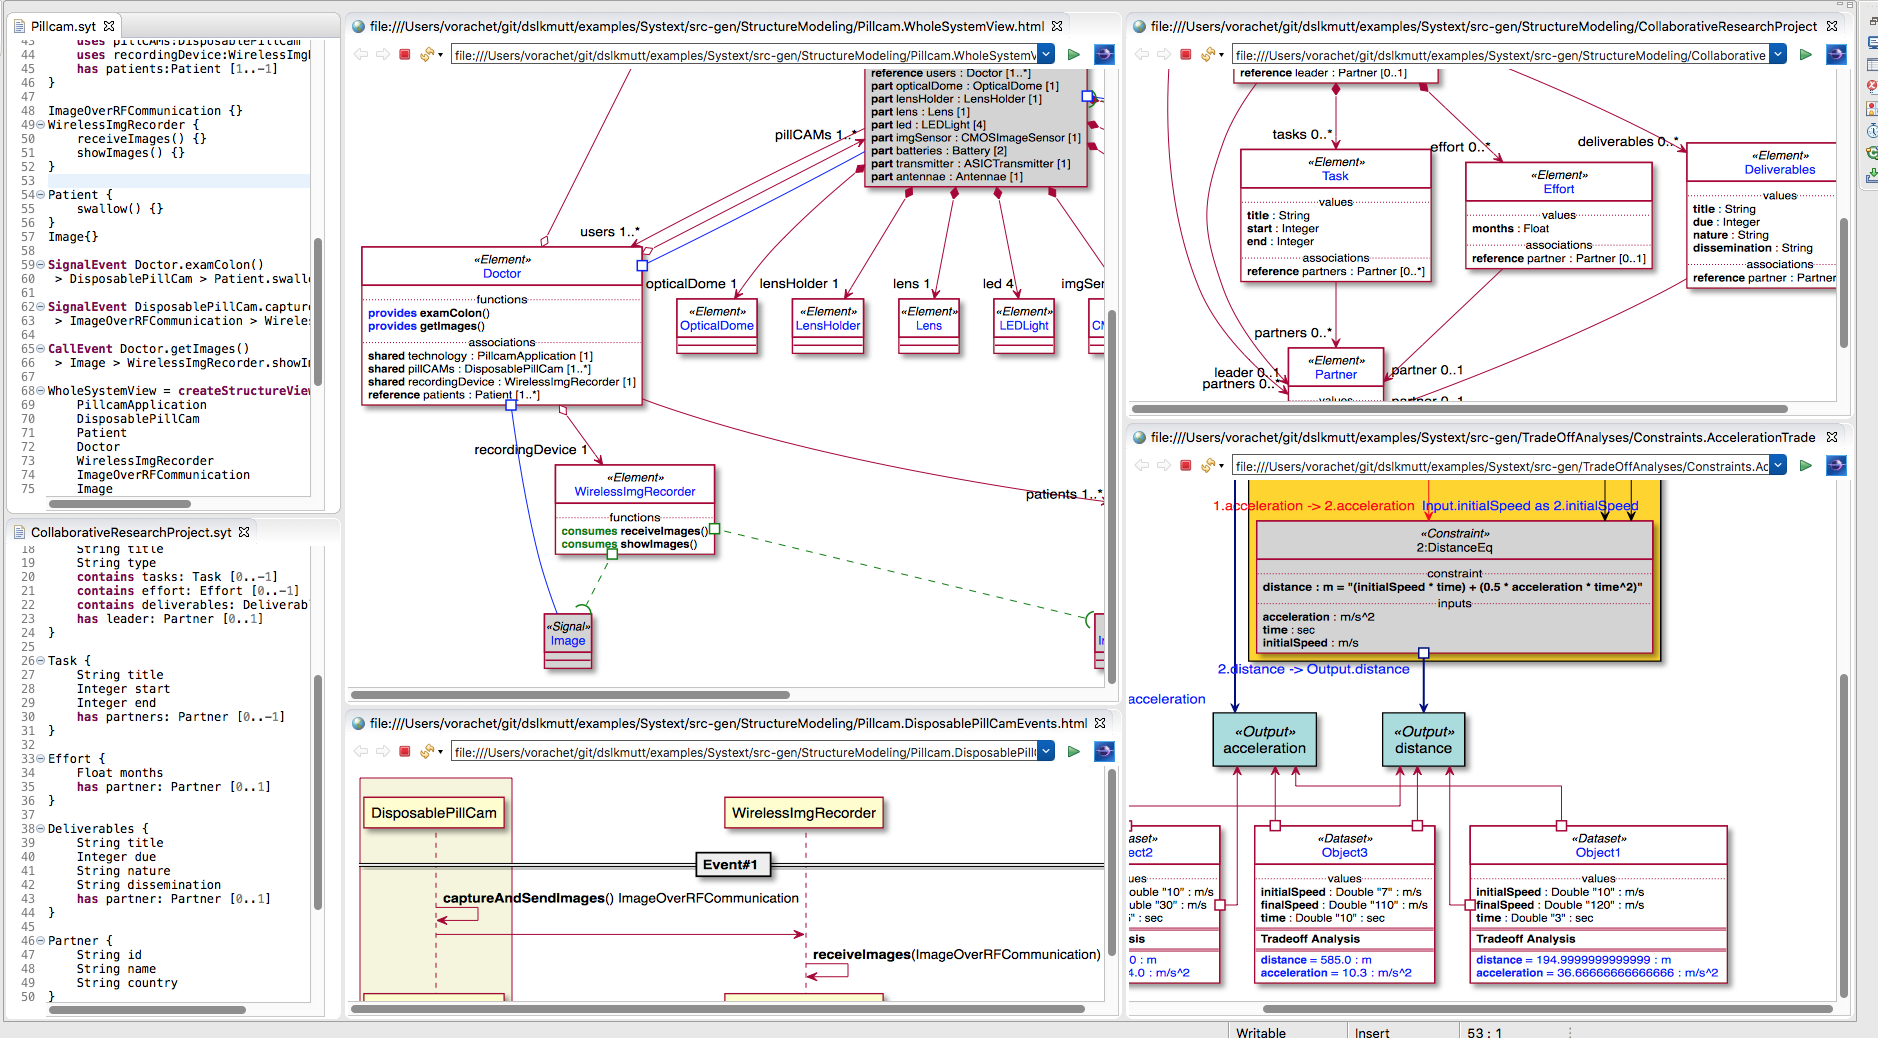 Pillcam.syt
43 uses pillCAMs:DisposablePillCam
44 uses recordingDevice:WirelessImgR
45 has patients:Patient [1..-1]
46 }
47
48 ImageOverRFCommunication {}
49 WirelessImgRecorder {
50 receiveImages() {}
51 showImages() {}
52 }
53
54 Patient {
55 swallow() {}
56 }
57 Image{}
58
59 SignalEvent Doctor.examColon()
60 > DisposablePillCam > Patient.swallo
61
62 SignalEvent DisposablePillCam.capture
63 > ImageOverRFCommunication > Wireles
64
65 CallEvent Doctor.getImages()
66 > Image > WirelessImgRecorder.showIm
67
68 WholeSystemView = createStructureView
69 PillcamApplication
70 DisposablePillCam
71 Patient
72 Doctor
73 WirelessImgRecorder
74 ImageOverRFCommunication
75 Image
CollaborativeResearchProject.syt
18 String title
19 String type
20 contains tasks: Task [0..-1]
21 contains effort: Effort [0..-1]
22 contains deliverables: Deliverabl
23 has leader: Partner [0..1]
24 }
25
26 Task {
27 String title
28 Integer start
29 Integer end
30 has partners: Partner [0..-1]
31 }
32
33 Effort {
34 Float months
35 has partner: Partner [0..1]
36 }
37
38 Deliverables {
39 String title
40 Integer due
41 String nature
42 String dissemination
43 has partner: Partner [0..1]
44 }
45
46 Partner {
47 String id
48 String name
49 String country
50 }
file:///Users/vorachet/git/dslkmutt/examples/Systext/src-gen/StructureModeling/Pillcam.WholeSystemView.html
file:///Users/vorachet/git/dslkmutt/examples/Systext/src-gen/StructureModeling/Pillcam.WholeSystemV
reference users : Doctor [1..*]
part opticalDome : OpticalDome [1]
part lensHolder : LensHolder [1]
part lens : Lens [1]
part led : LEDLight [4]
part imgSensor : CMOSImageSensor [1]
part batteries : Battery [2]
part transmitter : ASICTransmitter [1]
part antennae : Antennae [1]
pillCAMs 1..*
users 1..*
«Element»
Doctor
functions
provides examColon()
provides getImages()
associations
shared technology : PillcamApplication [1]
shared pillCAMs : DisposablePillCam [1..*]
shared recordingDevice : WirelessImgRecorder [1]
reference patients : Patient [1..*]
opticalDome 1
lensHolder 1
lens 1
led 4
imgSen
«Element»
OpticalDome
«Element»
LensHolder
«Element»
Lens
«Element»
LEDLight
«E
CM
recordingDevice 1
patients 1..*
«Element»
WirelessImgRecorder
functions
consumes receiveImages()
consumes showImages()
«Signal»
Image
file:///Users/vorachet/git/dslkmutt/examples/Systext/src-gen/StructureModeling/Pillcam.DisposablePillCamEvents.html
file:///Users/vorachet/git/dslkmutt/examples/Systext/src-gen/StructureModeling/Pillcam.DisposablePill
DisposablePillCam
WirelessImgRecorder
Event#1
captureAndSendImages() ImageOverRFCommunication
receiveImages(ImageOverRFCommunication)
file:///Users/vorachet/git/dslkmutt/examples/Systext/src-gen/StructureModeling/CollaborativeResearchProject
file:///Users/vorachet/git/dslkmutt/examples/Systext/src-gen/StructureModeling/Collaborative
reference leader : Partner [0..1]
tasks 0..*
effort 0..*
deliverables 0..*
«Element»
Task
values
title : String
start : Integer
end : Integer
associations
reference partners : Partner [0..*]
«Element»
Effort
values
months : Float
associations
reference partner : Partner [0..1]
«Element»
Deliverables
values
title : String
due : Integer
nature : String
dissemination : String
associations
reference partner : Partner
partners 0..*
leader 0..1
partners 0..*
«Element»
Partner
values
partner 0..1
partner 0..1
file:///Users/vorachet/git/dslkmutt/examples/Systext/src-gen/TradeOffAnalyses/Constraints.AccelerationTrade
file:///Users/vorachet/git/dslkmutt/examples/Systext/src-gen/TradeOffAnalyses/Constraints.Ac
1.acceleration -> 2.acceleration
Input.initialSpeed as 2.initialSpeed
«Constraint»
2:DistanceEq
constraint
distance : m = "(initialSpeed * time) + (0.5 * acceleration * time^2)"
inputs
acceleration : m/s^2
time : sec
initialSpeed : m/s
2.distance -> Output.distance
acceleration
«Output»
acceleration
«Output»
distance
aset»
ect2
ues
ouble "10" : m/s
ouble "30" : m/s
" : sec
sis
0 : m
4.0 : m/s^2
«Dataset»
Object3
values
initialSpeed : Double "7" : m/s
finalSpeed : Double "110" : m/s
time : Double "10" : sec
Tradeoff Analysis
distance = 585.0 : m
acceleration = 10.3 : m/s^2
«Dataset»
Object1
values
initialSpeed : Double "10" : m/s
finalSpeed : Double "120" : m/s
time : Double "3" : sec
Tradeoff Analysis
distance = 194.9999999999999 : m
acceleration = 36.66666666666666 : m/s^2
Writable
Insert
53 : 1